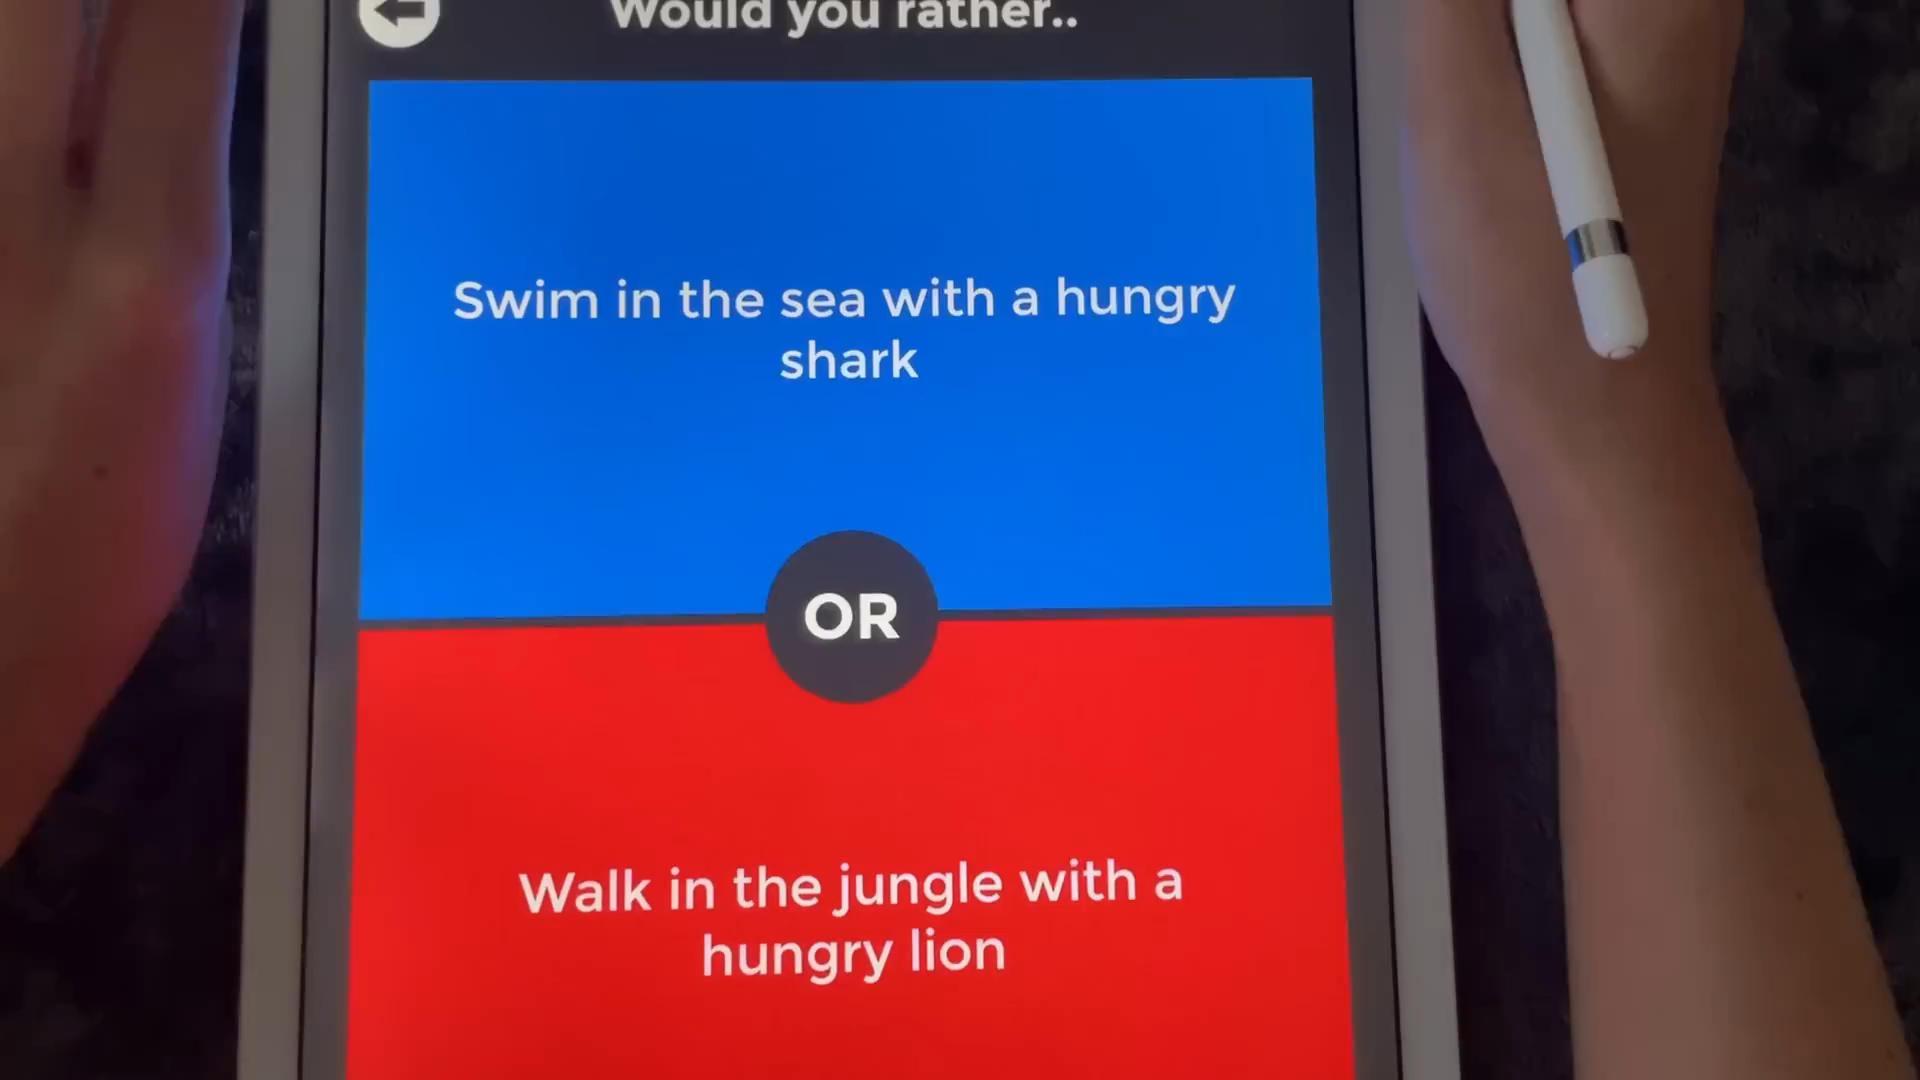 Would you rather..
Swim in the sea with a hungry
shark
OR
Walk in the jungle with a
hungry lion